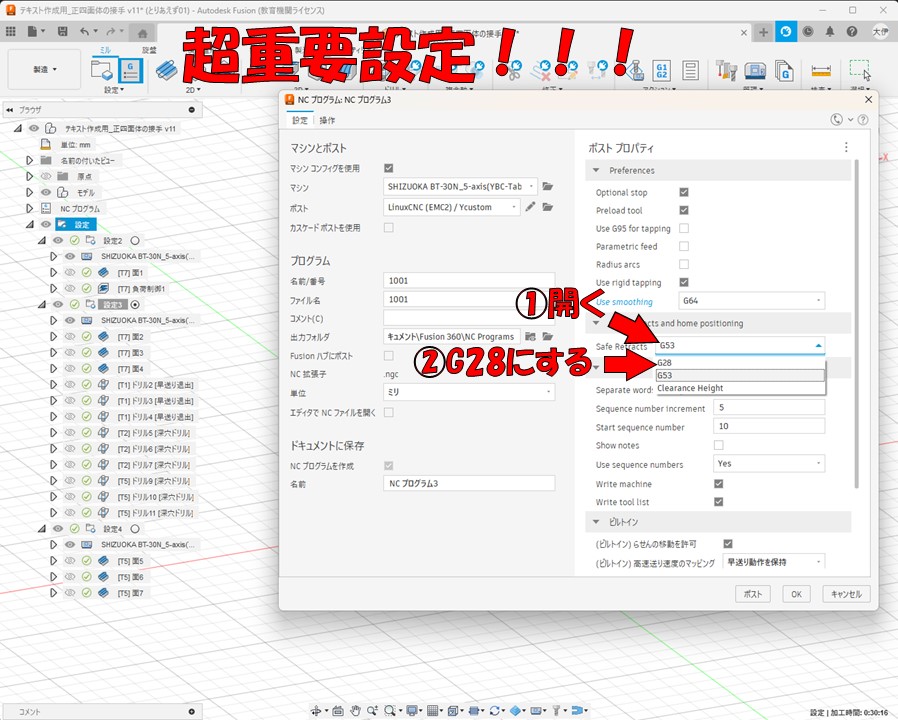 テキスト作成用_正四面体の接手 v11* (とりあえず01) - Autodesk Fusion (教育機関ライセンス)
超重要設定!!!
製造
ミル
旋盤
設定
2D
G1
G2
ブラウザ
テキスト作成用_正四面体の接手 v11
単位: mm
名前の付いたビュー
原点
モデル
NC プログラム
設定
設定2
SHIZUOKA BT-30N_5-axis(...
[T7] 面1
[T7] 負荷制御1
設定3
SHIZUOKA BT-30N_5-axis(...
[T7] 面2
[T7] 面3
[T7] 面4
[T1] ドリル2 [早送り退出]
[T1] ドリル3 [早送り退出]
[T1] ドリル4 [早送り退出]
[T2] ドリル5 [深穴ドリル]
[T2] ドリル6 [深穴ドリル]
[T2] ドリル7 [深穴ドリル]
[T5] ドリル9 [深穴ドリル]
[T5] ドリル10 [深穴ドリル]
[T5] ドリル11 [深穴ドリル]
設定4
SHIZUOKA BT-30N_5-axis(...
[T5] 面5
[T5] 面6
[T5] 面7
コメント
NC プログラム: NC プログラム3
設定
操作
マシンとポスト
マシン コンフィグを使用
マシン
SHIZUOKA BT-30N_5-axis(YBC-Tab
ポスト
LinuxCNC (EMC2) / Ycustom
カスケード ポストを使用
プログラム
名前/番号
1001
ファイル名
1001
コメント(C)
出力フォルダ
キュメント\Fusion 360\NC Programs
Fusion ハブにポスト
NC 拡張子
.ngc
単位
ミリ
エディタで NC ファイルを開く
ドキュメントに保存
NC プログラムを作成
名前
NC プログラム3
ポスト プロパティ
Preferences
Optional stop
Preload tool
Use G95 for tapping
Parametric feed
Radius arcs
Use rigid tapping
Use smoothing
G64
①開く
cts and home positioning
Safe Retracts
G53
②G28にする
G28
G53
Clearance Height
Separate word
Sequence number increment
5
Start sequence number
10
Show notes
Use sequence numbers
Yes
Write machine
Write tool list
ビルトイン
(ビルトイン) らせんの移動を許可
(ビルトイン) 高速送り速度のマッピング
早送り動作を保持
ポスト
OK
キャンセル
設定 | 加工時間: 0:30:16